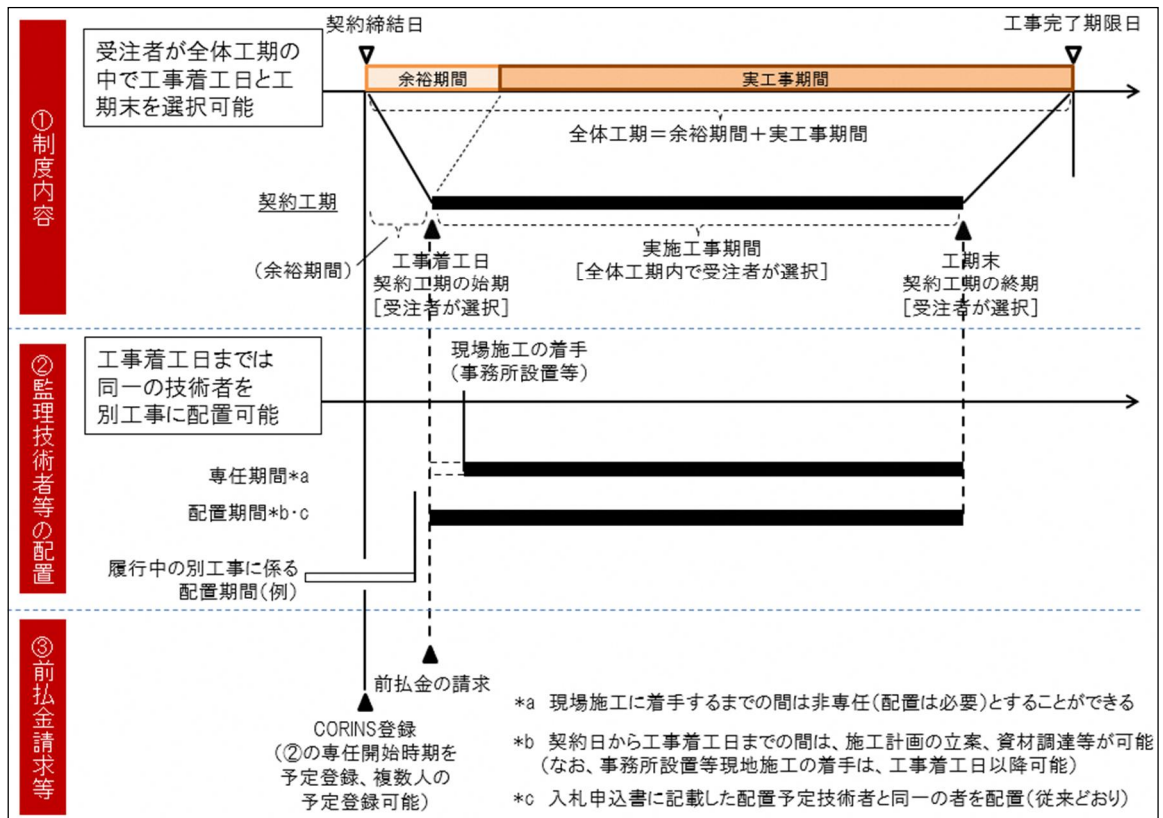 契約締結日
工事完了期限日
受注者が全体工期の
中で工事着工日と工
期末を選択可能
余裕期間
実工事期間
全体工期＝余裕期間＋実工事期間
①制度内容
契約工期
(余裕期間)
工事着工日
契約工期の始期
[受注者が選択]
実施工事期間
[全体工期内で受注者が選択]
工期末
契約工期の終期
[受注者が選択]
②監理技術者等の配置
工事着工日までは
同一の技術者を
別工事に配置可能
現場施工の着手
(事務所設置等)
専任期間*a
配置期間*b・c
履行中の別工事に係る
配置期間(例)
③前払金請求等
前払金の請求
CORINS登録
(②の専任開始時期を
予定登録、複数人の
予定登録可能)
*a 現場施工に着手するまでの間は非専任(配置は必要)とすることができる
*b 契約日から工事着工日までの間は、施工計画の立案、資材調達等が可能
(なお、事務所設置等現地施工の着手は、工事着工日以降可能)
*c 入札申込書に記載した配置予定技術者と同一の者を配置(従来どおり)